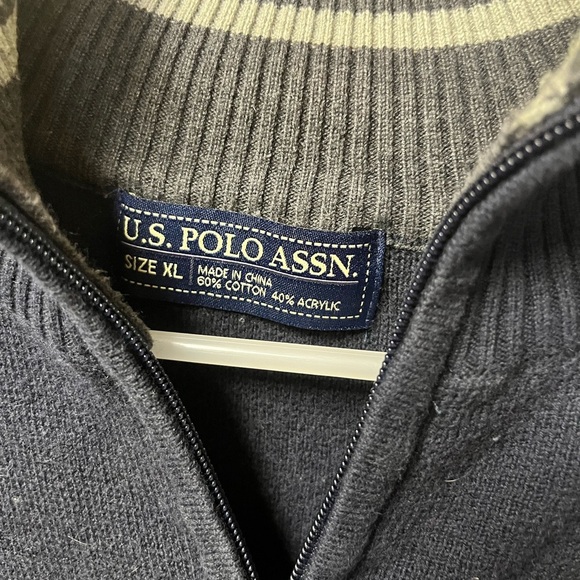 U.S. POLO ASSN.
SIZE XL
MADE IN CHINA
60% COTTON 40% ACRYLIC